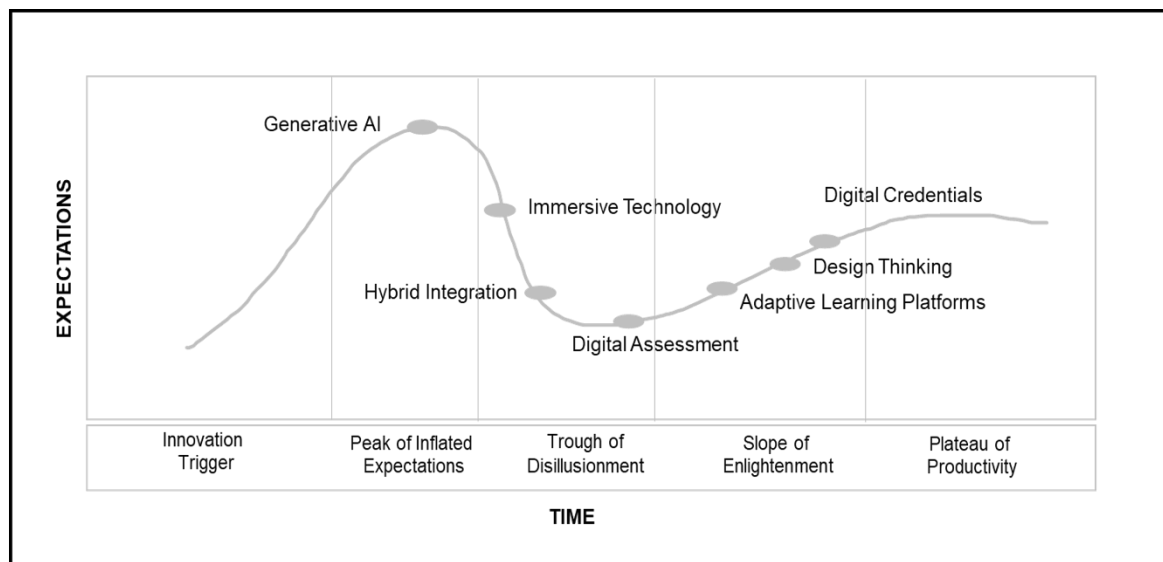 Generative AI
Immersive Technology
Digital Credentials
Hybrid Integration
Design Thinking
Adaptive Learning Platforms
Digital Assessment
EXPECTATIONS
Innovation
Trigger
Peak of Inflated
Expectations
Trough of
Disillusionment
Slope of
Enlightenment
Plateau of
Productivity
TIME